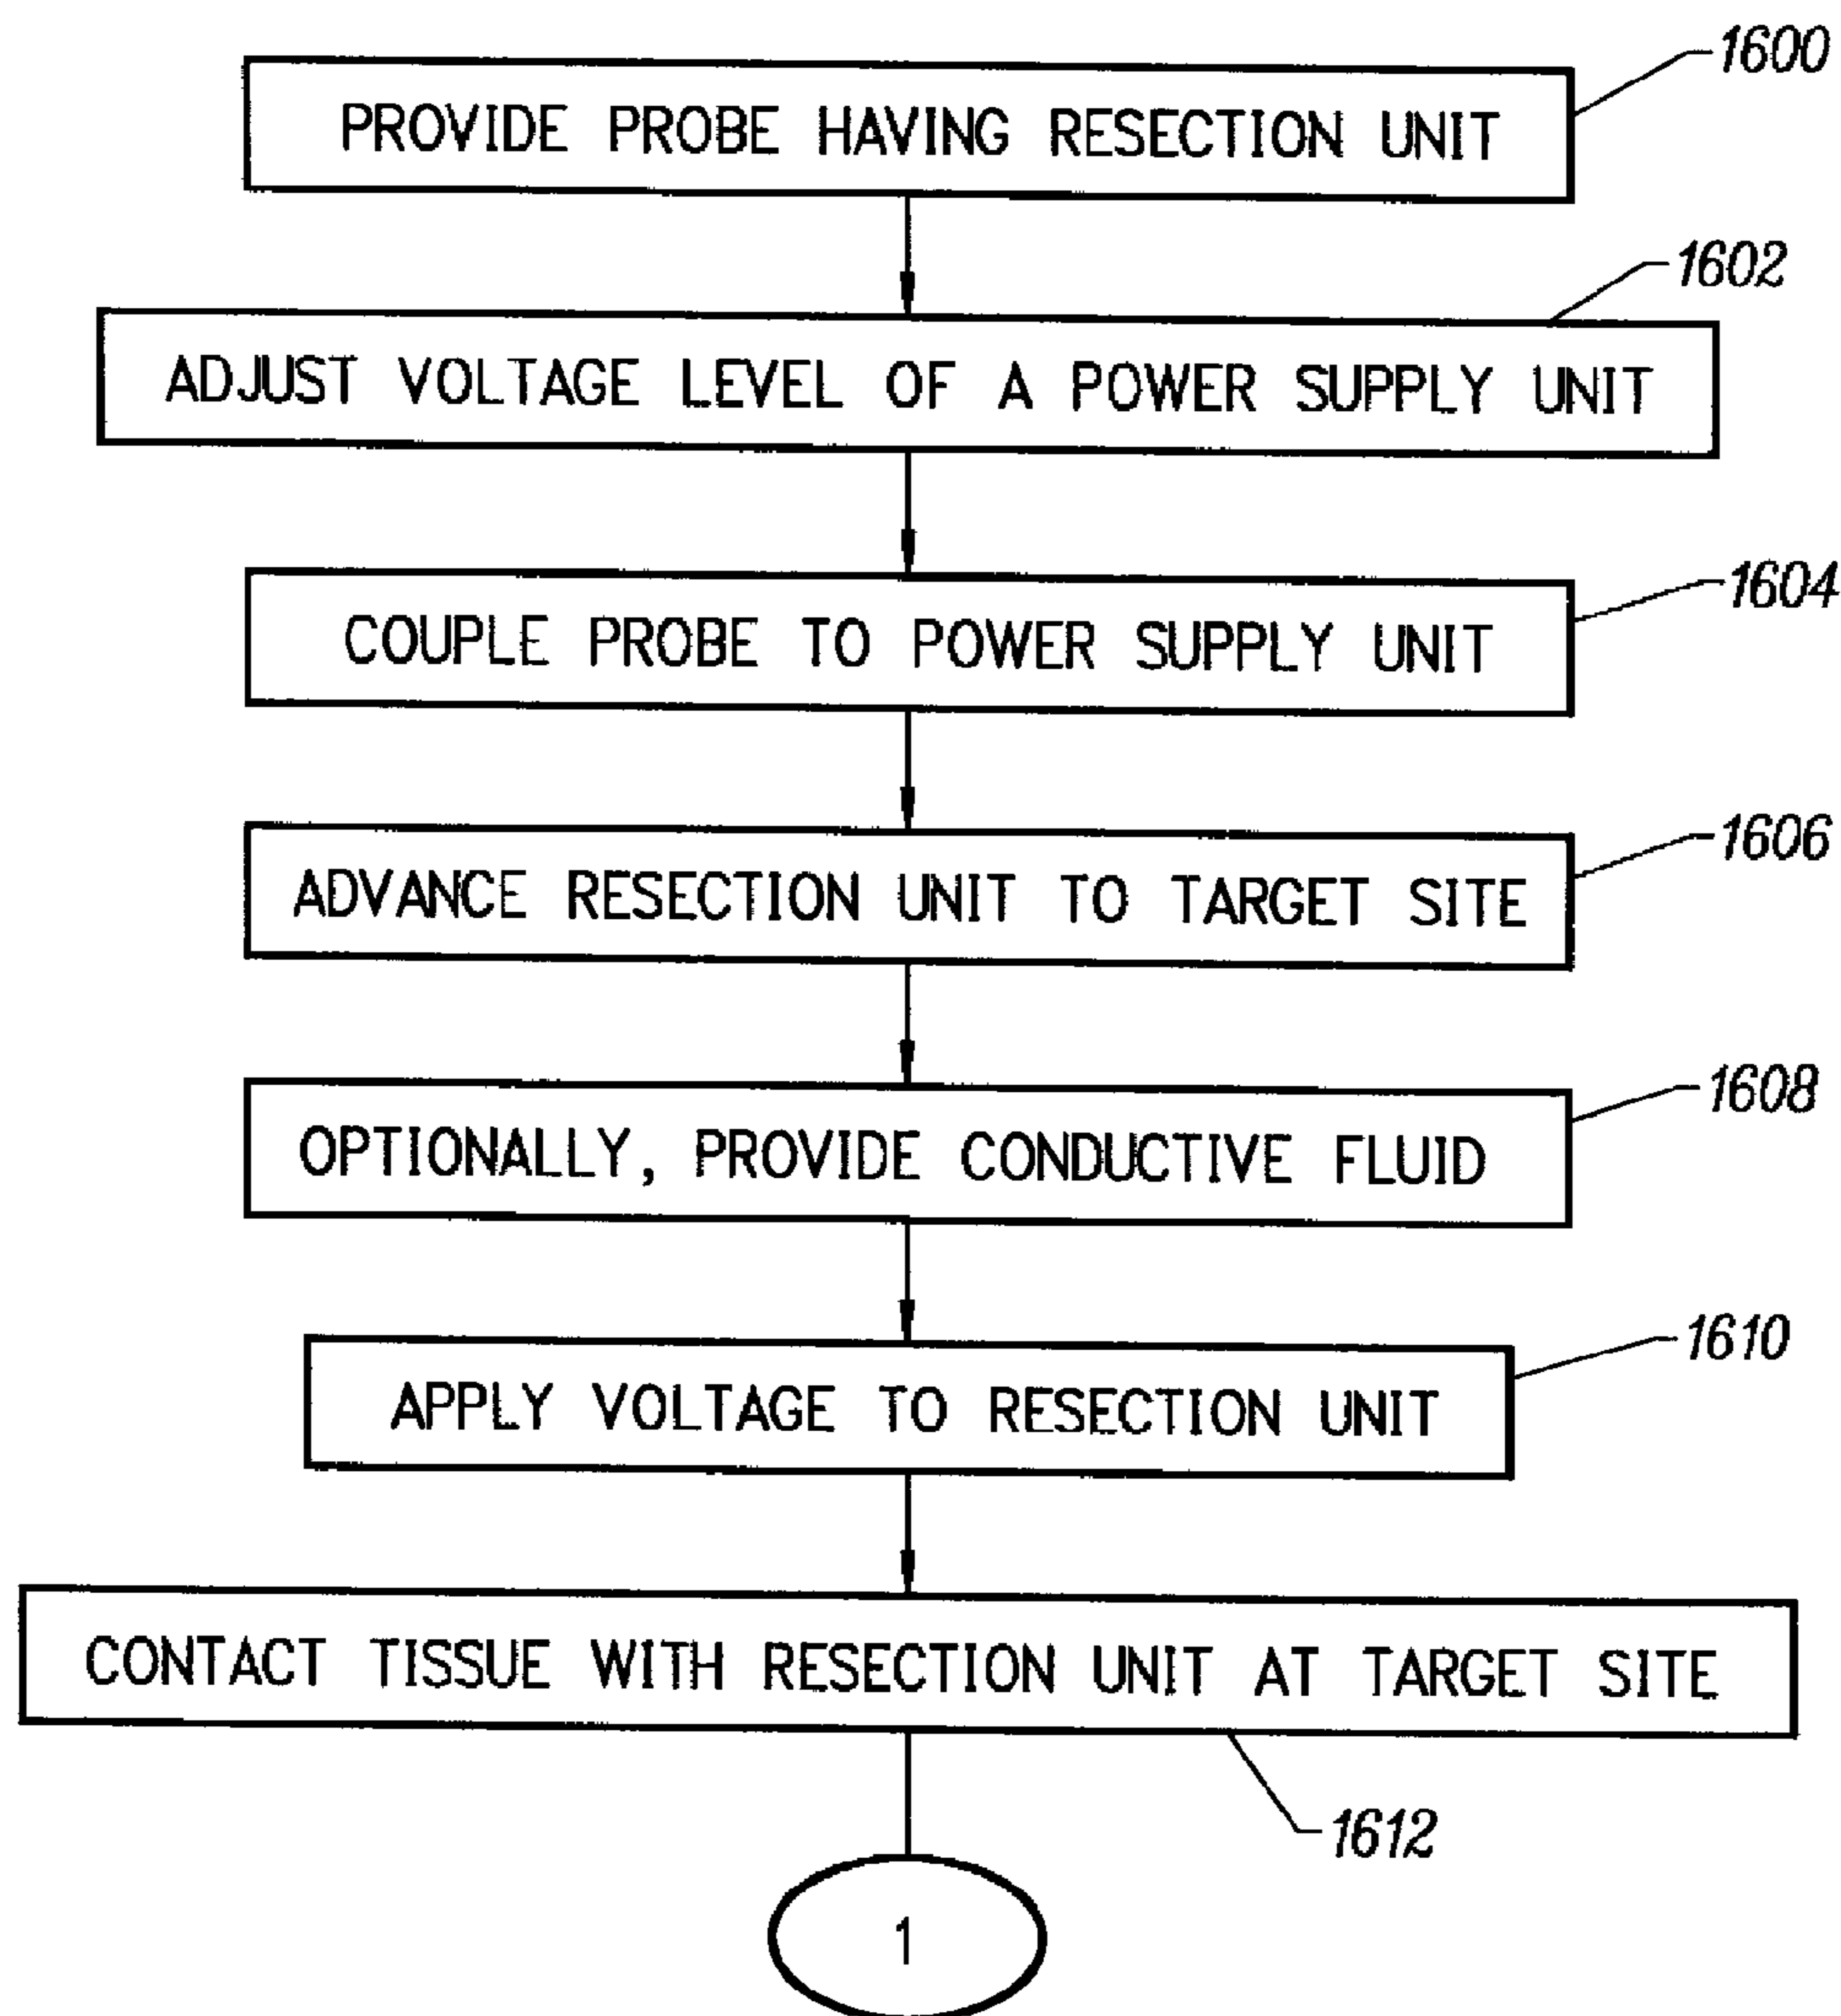 1600
PROVIDE PROBE HAVING RESECTION UNIT
1602
ADJUST VOLTAGE LEVEL OF A POWER SUPPLY UNIT
1604
COUPLE PROBE TO POWER SUPPLY UNIT
1606
ADVANCE RESECTION UNIT TO TARGET SITE
1608
OPTIONALLY, PROVIDE CONDUCTIVE FLUID
1610
APPLY VOLTAGE TO RESECTION UNIT
CONTACT TISSUE WITH RESECTION UNIT AT TARGET SITE
1612
1